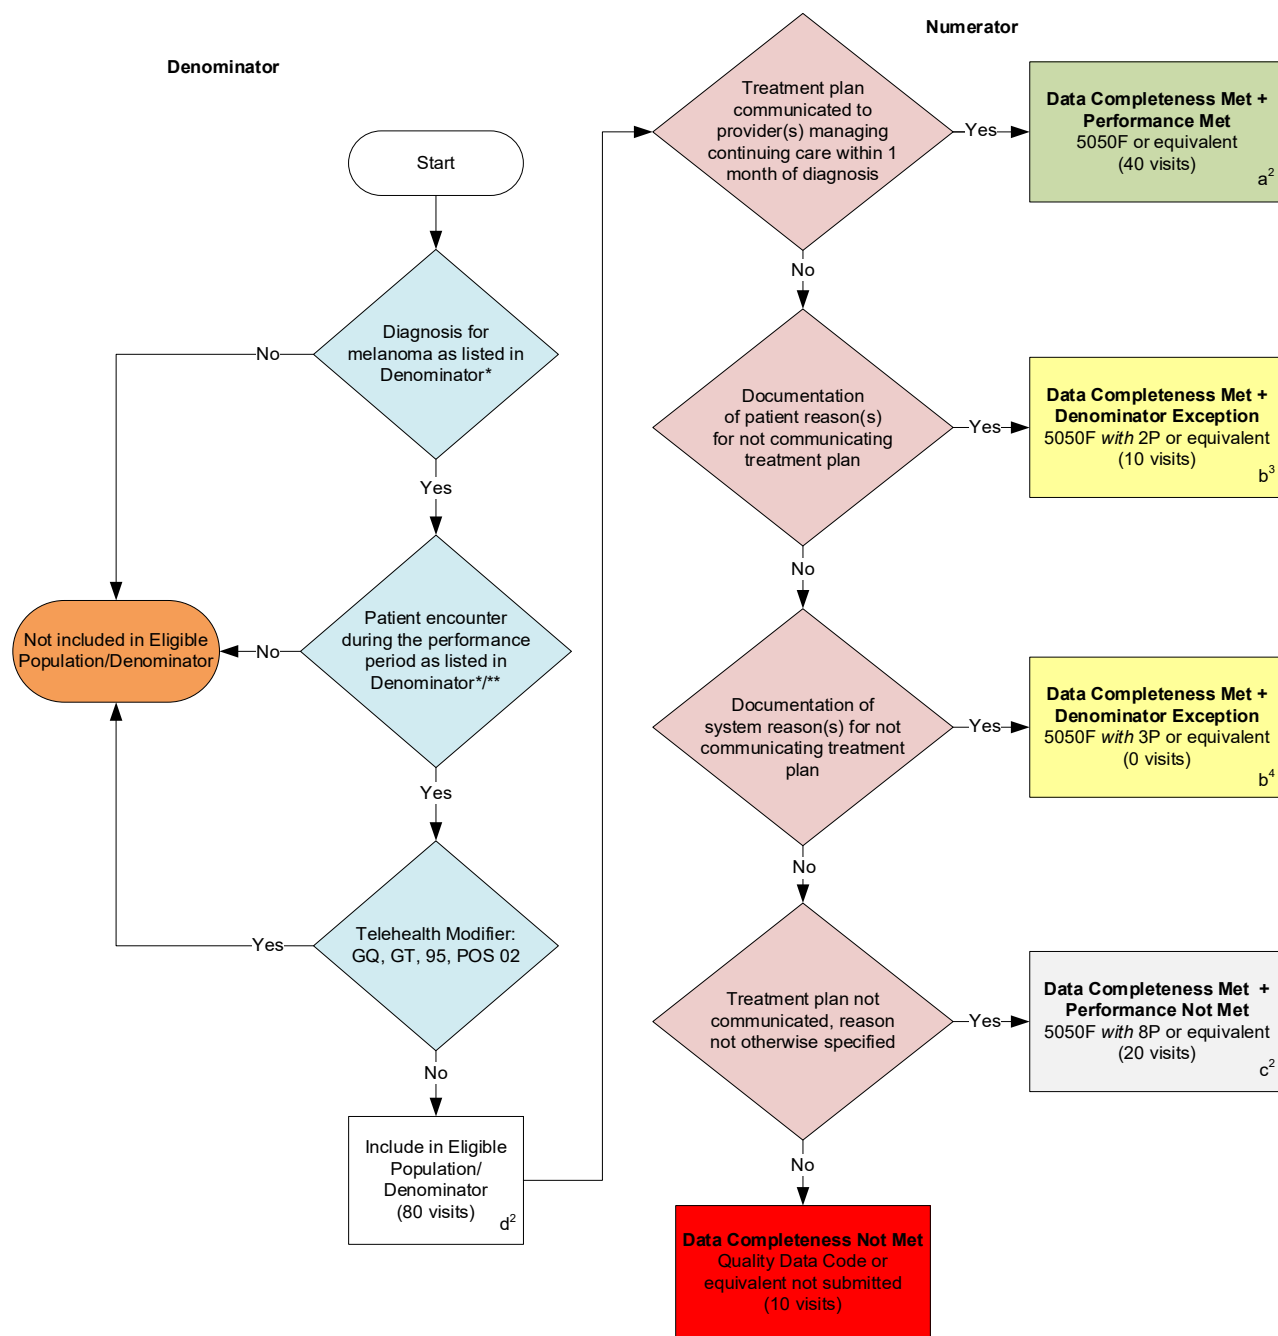 Denominator
Start
Diagnosis for
melanoma as listed in
Denominator*
No
Yes
Patient encounter
during the performance
period as listed in
Denominator*/**
No
Not included in Eligible
Population/Denominator
Yes
Telehealth Modifier:
GQ, GT, 95, POS 02
Yes
No
Include in Eligible
Population/
Denominator
(80 visits)
d²
Numerator
Treatment plan
communicated to
provider(s) managing
continuing care within 1
month of diagnosis
Yes
Data Completeness Met +
Performance Met
5050F or equivalent
(40 visits)
a²
No
Documentation
of patient reason(s)
for not communicating
treatment plan
Yes
Data Completeness Met +
Denominator Exception
5050F with 2P or equivalent
(10 visits)
b³
No
Documentation of
system reason(s) for not
communicating treatment
plan
Yes
Data Completeness Met +
Denominator Exception
5050F with 3P or equivalent
(0 visits)
b⁴
No
Treatment plan not
communicated, reason
not otherwise specified
Yes
Data Completeness Met +
Performance Not Met
5050F with 8P or equivalent
(20 visits)
c²
No
Data Completeness Not Met
Quality Data Code or
equivalent not submitted
(10 visits)